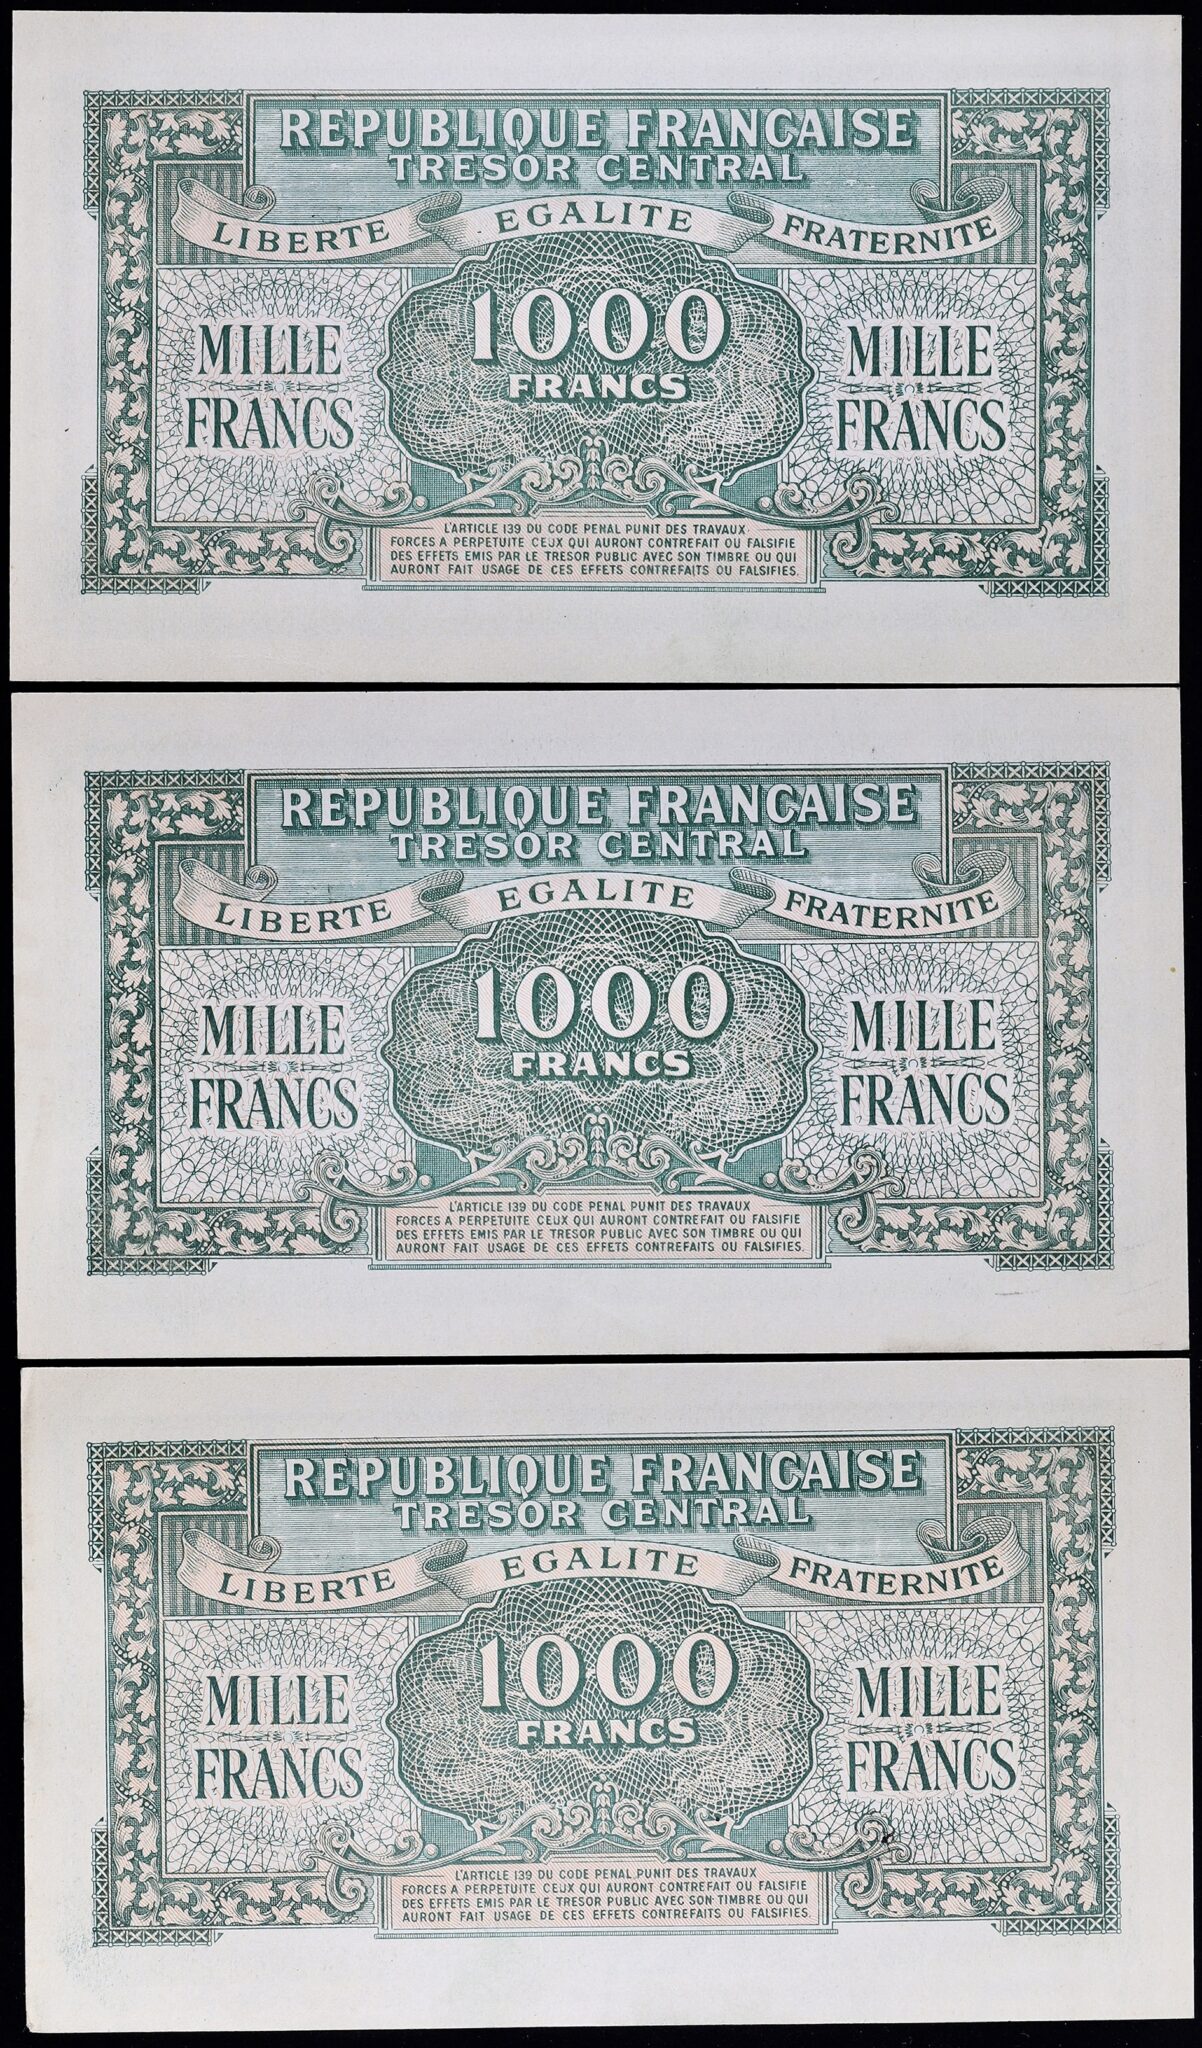 REPUBLIQUE FRANCAISE
TRESOR CENTRAL
LIBERTE EGALITE FRATERNITE
1000
FRANCS
MILLE
FRANCS
MILLE
FRANCS
L'ARTICLE 139 DU CODE PENAL PUNIT DES TRAVAUX
FORCES A PERPETUITE CEUX QUI AURONT CONTREFAIT OU FALSIFIE
DES EFFETS EMIS PAR LE TRESOR PUBLIC AVEC SON TIMBRE OU QUI
AURONT FAIT USAGE DE CES EFFETS CONTREFAITS OU FALSIFIES.
REPUBLIQUE FRANCAISE
TRESOR CENTRAL
LIBERTE EGALITE FRATERNITE
1000
FRANCS
MILLE
FRANCS
MILLE
FRANCS
L'ARTICLE 139 DU CODE PENAL PUNIT DES TRAVAUX
FORCES A PERPETUITE CEUX QUI AURONT CONTREFAIT OU FALSIFIE
DES EFFETS EMIS PAR LE TRESOR PUBLIC AVEC SON TIMBRE OU QUI
AURONT FAIT USAGE DE CES EFFETS CONTREFAITS OU FALSIFIES.
REPUBLIQUE FRANCAISE
TRESOR CENTRAL
LIBERTE EGALITE FRATERNITE
1000
FRANCS
MILLE
FRANCS
MILLE
FRANCS
L'ARTICLE 139 DU CODE PENAL PUNIT DES TRAVAUX
FORCES A PERPETUITE CEUX QUI AURONT CONTREFAIT OU FALSIFIE
DES EFFETS EMIS PAR LE TRESOR PUBLIC AVEC SON TIMBRE OU QUI
AURONT FAIT USAGE DE CES EFFETS CONTREFAITS OU FALSIFIES.